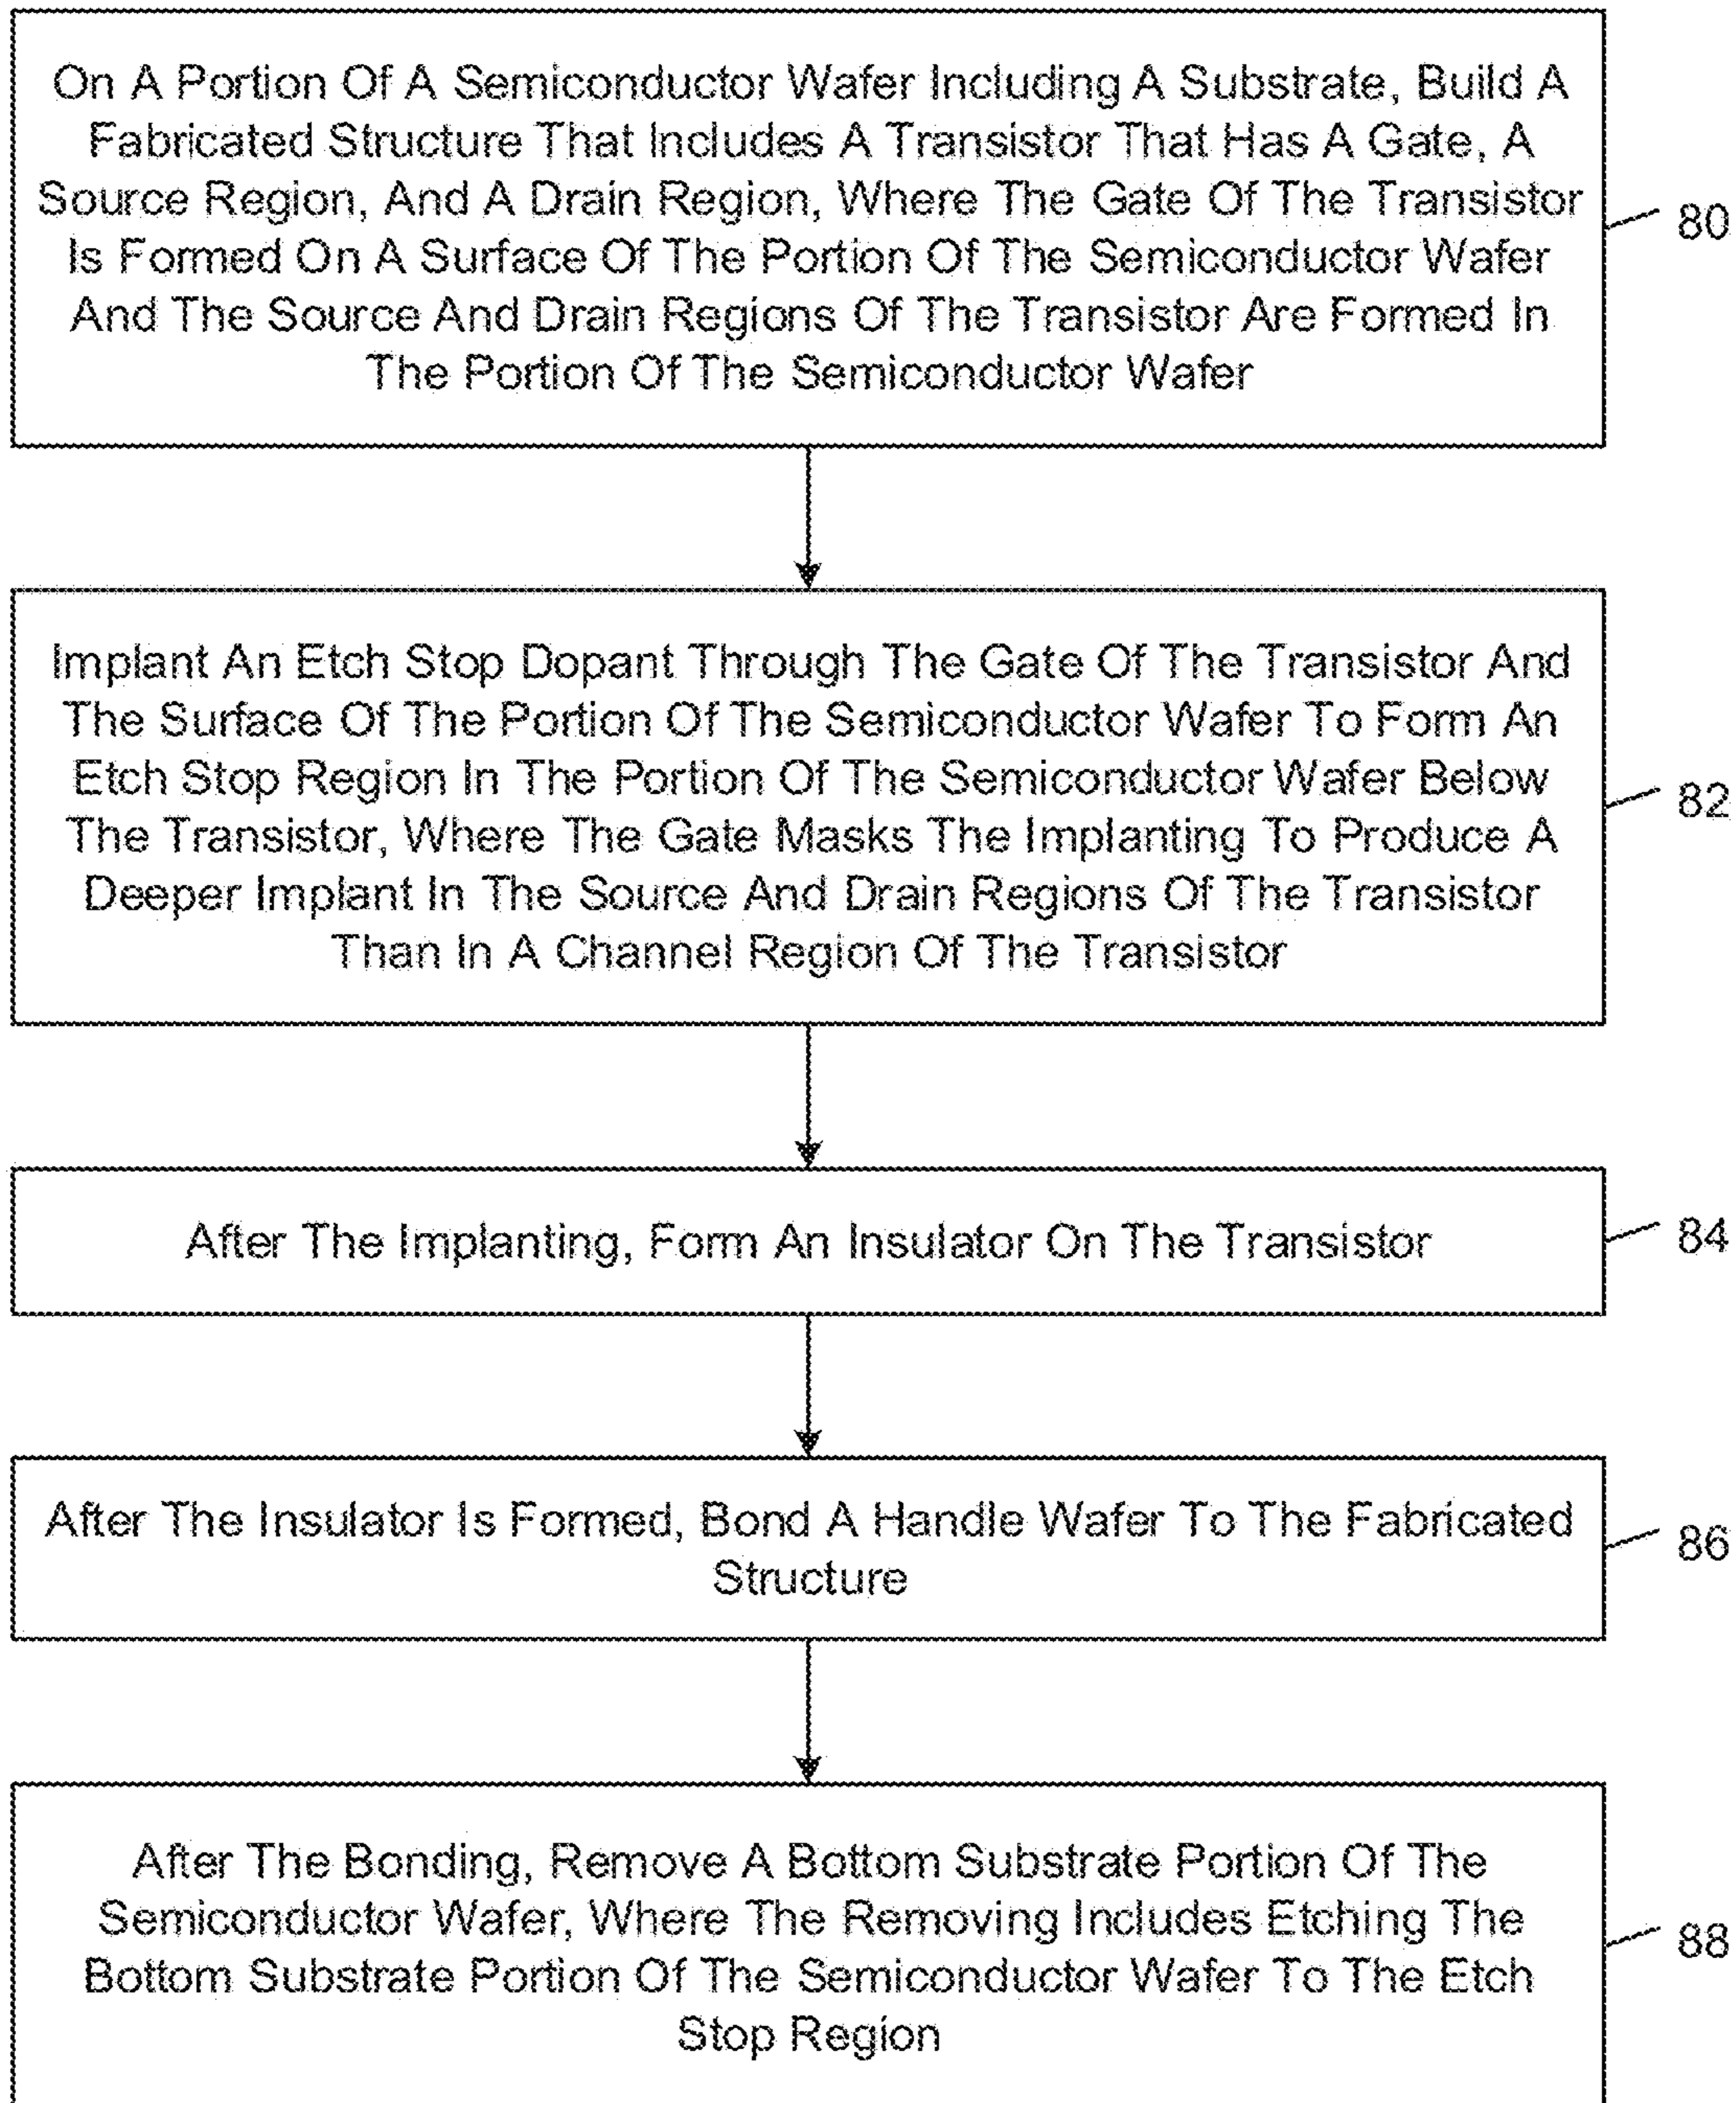 On A Portion Of A Semiconductor Wafer Including A Substrate, Build A
Fabricated Structure That Includes A Transistor That Has A Gate, A
Source Region, And A Drain Region, Where The Gate Of The Transistor
Is Formed On A Surface Of The Portion Of The Semiconductor Wafer
And The Source And Drain Regions Of The Transistor Are Formed In
The Portion Of The Semiconductor Wafer
80
Implant An Etch Stop Dopant Through The Gate Of The Transistor And
The Surface Of The Portion Of The Semiconductor Wafer To Form An
Etch Stop Region In The Portion Of The Semiconductor Wafer Below
The Transistor, Where The Gate Masks The Implanting To Produce A
Deeper Implant In The Source And Drain Regions Of The Transistor
Than In A Channel Region Of The Transistor
82
After The Implanting, Form An Insulator On The Transistor
84
After The Insulator Is Formed, Bond A Handle Wafer To The Fabricated
Structure
86
After The Bonding, Remove A Bottom Substrate Portion Of The
Semiconductor Wafer, Where The Removing Includes Etching The
Bottom Substrate Portion Of The Semiconductor Wafer To The Etch
Stop Region
88